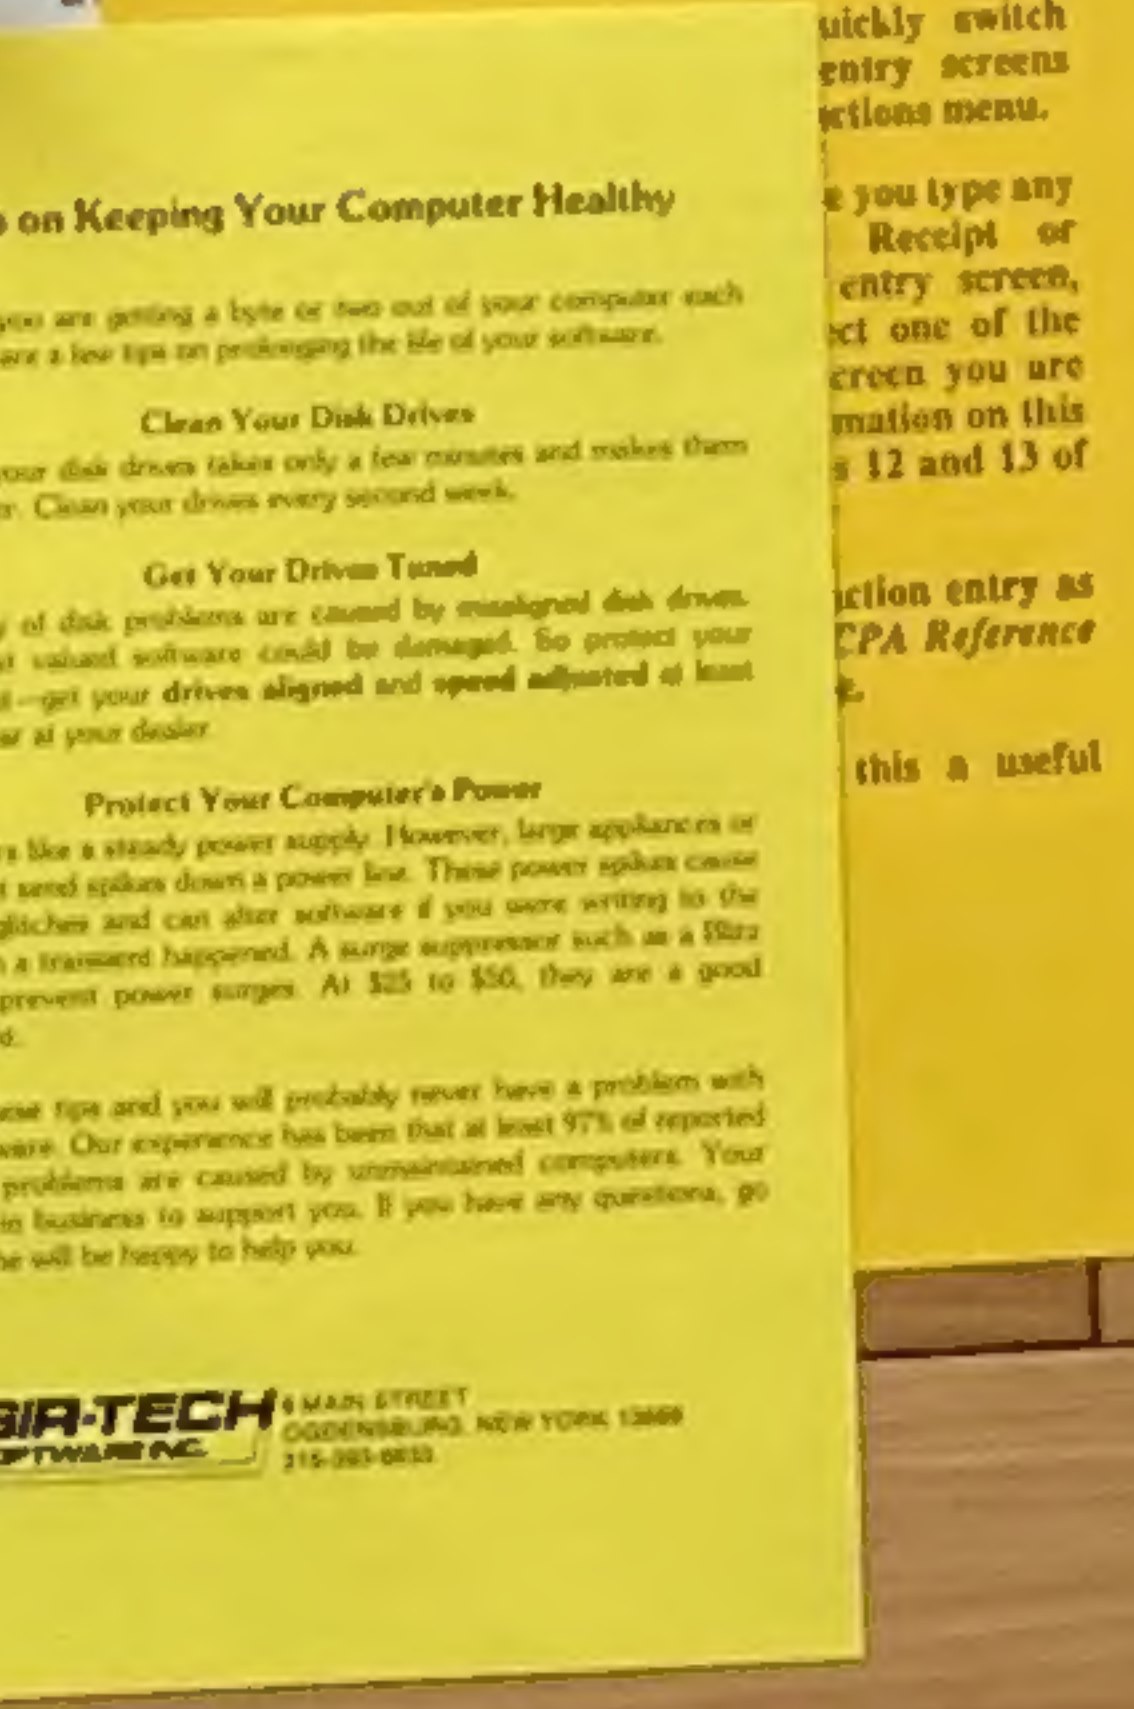 on Keeping Your Computer Healthy
you are getting a byte or two out of your computer each
are a few tips on prolonging the life of your software.
Clean Your Disk Drives
your disk drives takes only a few minutes and makes them
Clean your drives every second week.
Get Your Drives Tuned
of disk problems are caused by misaligned disk drives.
valued software could be damaged. So protect your
—get your drives aligned and speed adjusted at least
at your dealer
Protect Your Computer's Power
like a steady power supply. However, large appliances or
send spikes down a power line. These power spikes cause
glitches and can alter software if you were writing to the
a transient happened. A surge suppressor such as a
prevent power surges. At $25 to $50, they are a good
tips and you will probably never have a problem with
ware. Our experience has been that at least 97% of reported
problems are caused by unmaintained computers. Your
in business to support you. If you have any questions, go
he will be happy to help you.
SIR-TECH
OFTWARE INC.
6 MAIN STREET
OGDENSBURG, NEW YORK 13669
315-393-6633
uickly switch
entry screens
ctions menu.
e you type any
Receipt or
entry screen,
ect one of the
creen you are
mation on this
s 12 and 13 of
ction entry as
CPA Reference
this a useful